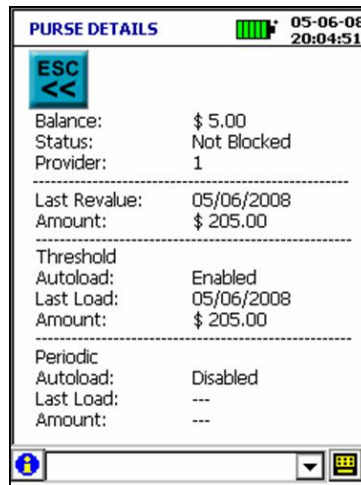 PURSE DETAILS 05-06-08
20:04:51
ESC
<<
Balance: $ 5.00
Status: Not Blocked
Provider: 1
Last Revalue: 05/06/2008
Amount: $ 205.00
Threshold
Autoload: Enabled
Last Load: 05/06/2008
Amount: $ 205.00
Periodic
Autoload: Disabled
Last Load: ---
Amount: ---